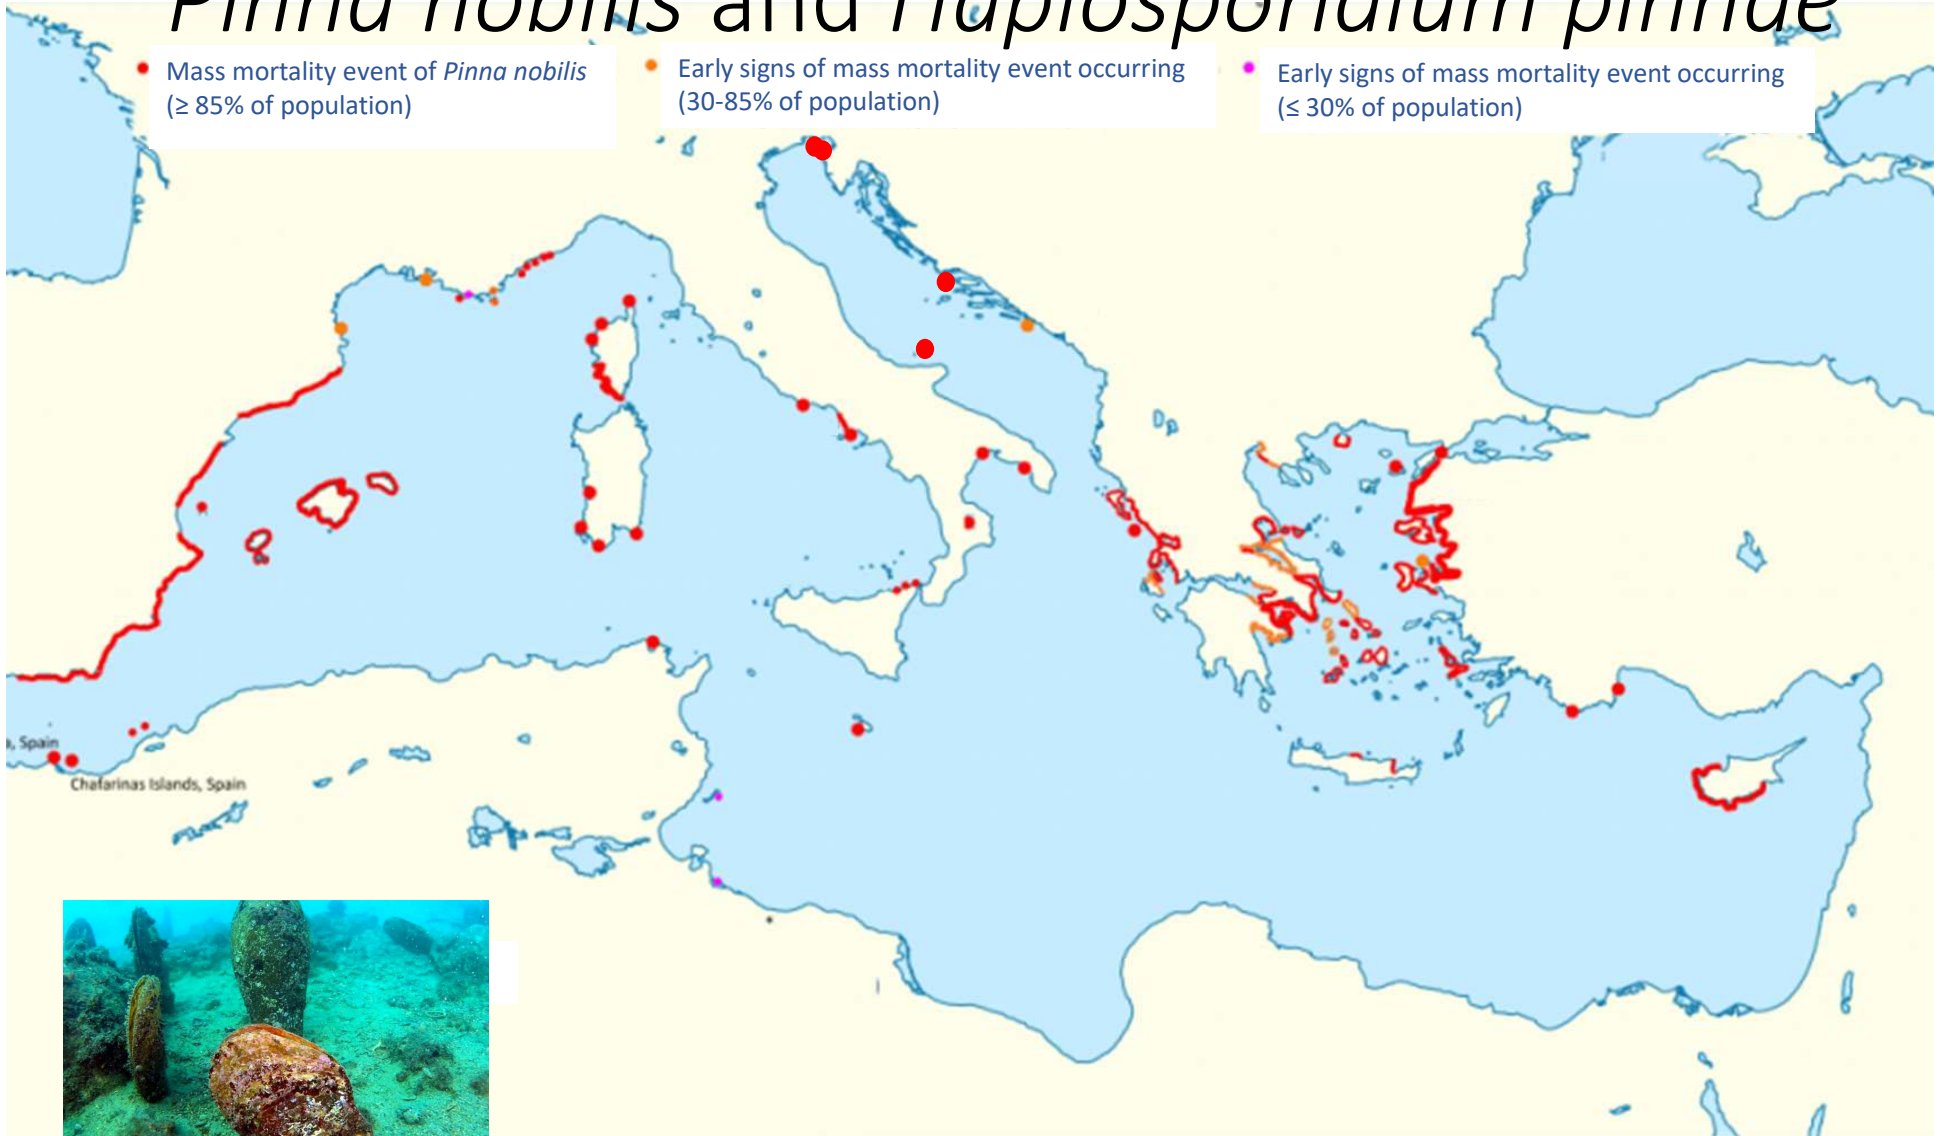 Pinna nobilis and Haplosporidium pinnae
Mass mortality event of Pinna nobilis
(≥ 85% of population)
Early signs of mass mortality event occurring
(30-85% of population)
Early signs of mass mortality event occurring
(≤ 30% of population)
, Spain
Chafarinas Islands, Spain